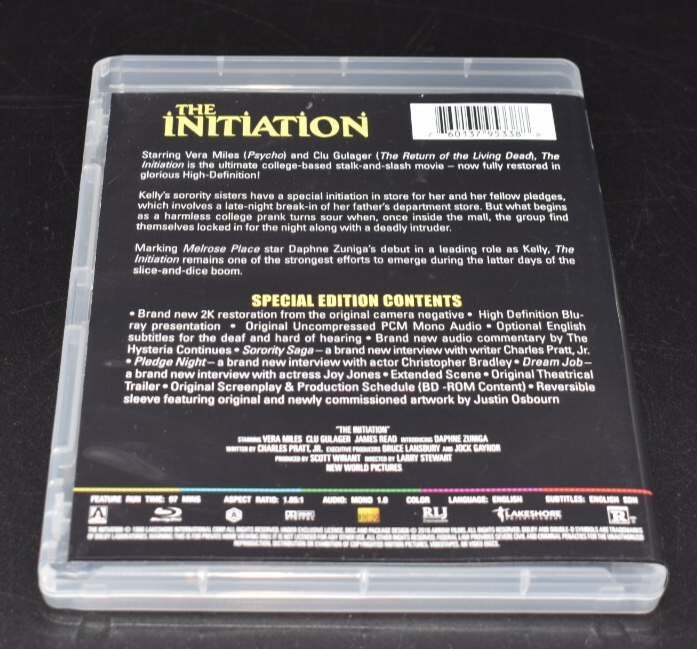 THE
INITIATION
7 60137 95338 8
Starring Vera Miles (Psycho) and Clu Gulager (The Return of the Living Dead), The
Initiation is the ultimate college-based stalk-and-slash movie – now fully restored in
glorious High-Definition!
Kelly's sorority sisters have a special initiation in store for her and her fellow pledges,
which involves a late-night break-in of her father's department store. But what begins
as a harmless college prank turns sour when, once inside the mall, the group find
themselves locked in for the night along with a deadly intruder.
Marking Melrose Place star Daphne Zuniga's debut in a leading role as Kelly, The
Initiation remains one of the strongest efforts to emerge during the latter days of the
slice-and-dice boom.
SPECIAL EDITION CONTENTS
• Brand new 2K restoration from the original camera negative • High Definition Blu-
ray presentation • Original Uncompressed PCM Mono Audio • Optional English
subtitles for the deaf and hard of hearing • Brand new audio commentary by The
Hysteria Continues • Sorority Saga – a brand new interview with writer Charles Pratt, Jr.
• Pledge Night – a brand new interview with actor Christopher Bradley • Dream Job –
a brand new interview with actress Joy Jones • Extended Scene • Original Theatrical
Trailer • Original Screenplay & Production Schedule (BD -ROM Content) • Reversible
sleeve featuring original and newly commissioned artwork by Justin Osbourn
"THE INITIATION"
STARRING VERA MILES CLU GULAGER JAMES READ INTRODUCING DAPHNE ZUNIGA
WRITTEN BY CHARLES PRATT, JR. EXECUTIVE PRODUCERS BRUCE LANSBURY AND JOCK GAYNOR
PRODUCED BY SCOTT WINANT DIRECTED BY LARRY STEWART
NEW WORLD PICTURES
FEATURE RUN TIME: 97 MINS ASPECT RATIO: 1.85:1 AUDIO: MONO 1.0 COLOR LANGUAGE: ENGLISH SUBTITLES: ENGLISH SDH
A RLJ LAKESHORE R